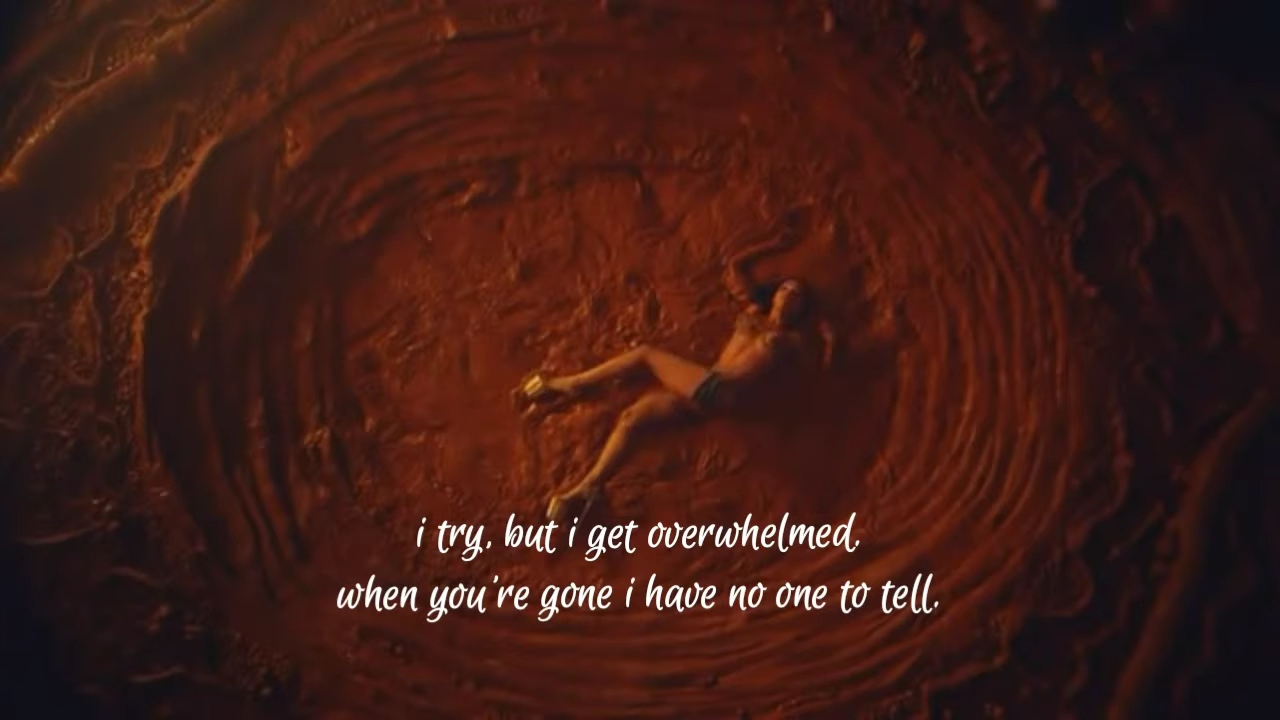 i try, but i get overwhelmed.
when you're gone i have no one to tell.